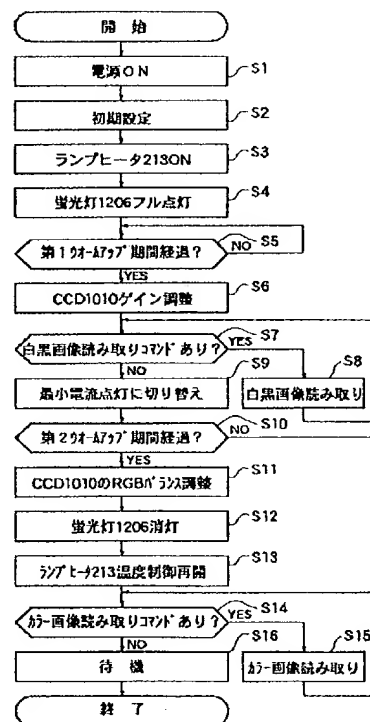 開 始
電源ON S1
初期設定 S2
ランプヒータ213ON S3
蛍光灯1206フル点灯 S4
第1ウオームアップ期間経過? NO S5
YES
CCD1010ゲイン調整 S6
白黒画像読み取りコマンドあり? YES S7
NO S9 S8
最小電流点灯に切り替え 白黒画像読み取り
第2ウオームアップ期間経過? NO S10
YES
CCD1010のRGBバランス調整 S11
蛍光灯1206消灯 S12
ランプヒータ213温度制御再開 S13
カラー画像読み取りコマンドあり? YES S14
NO S16 S15
待 機 カラー画像読み取り
終 了